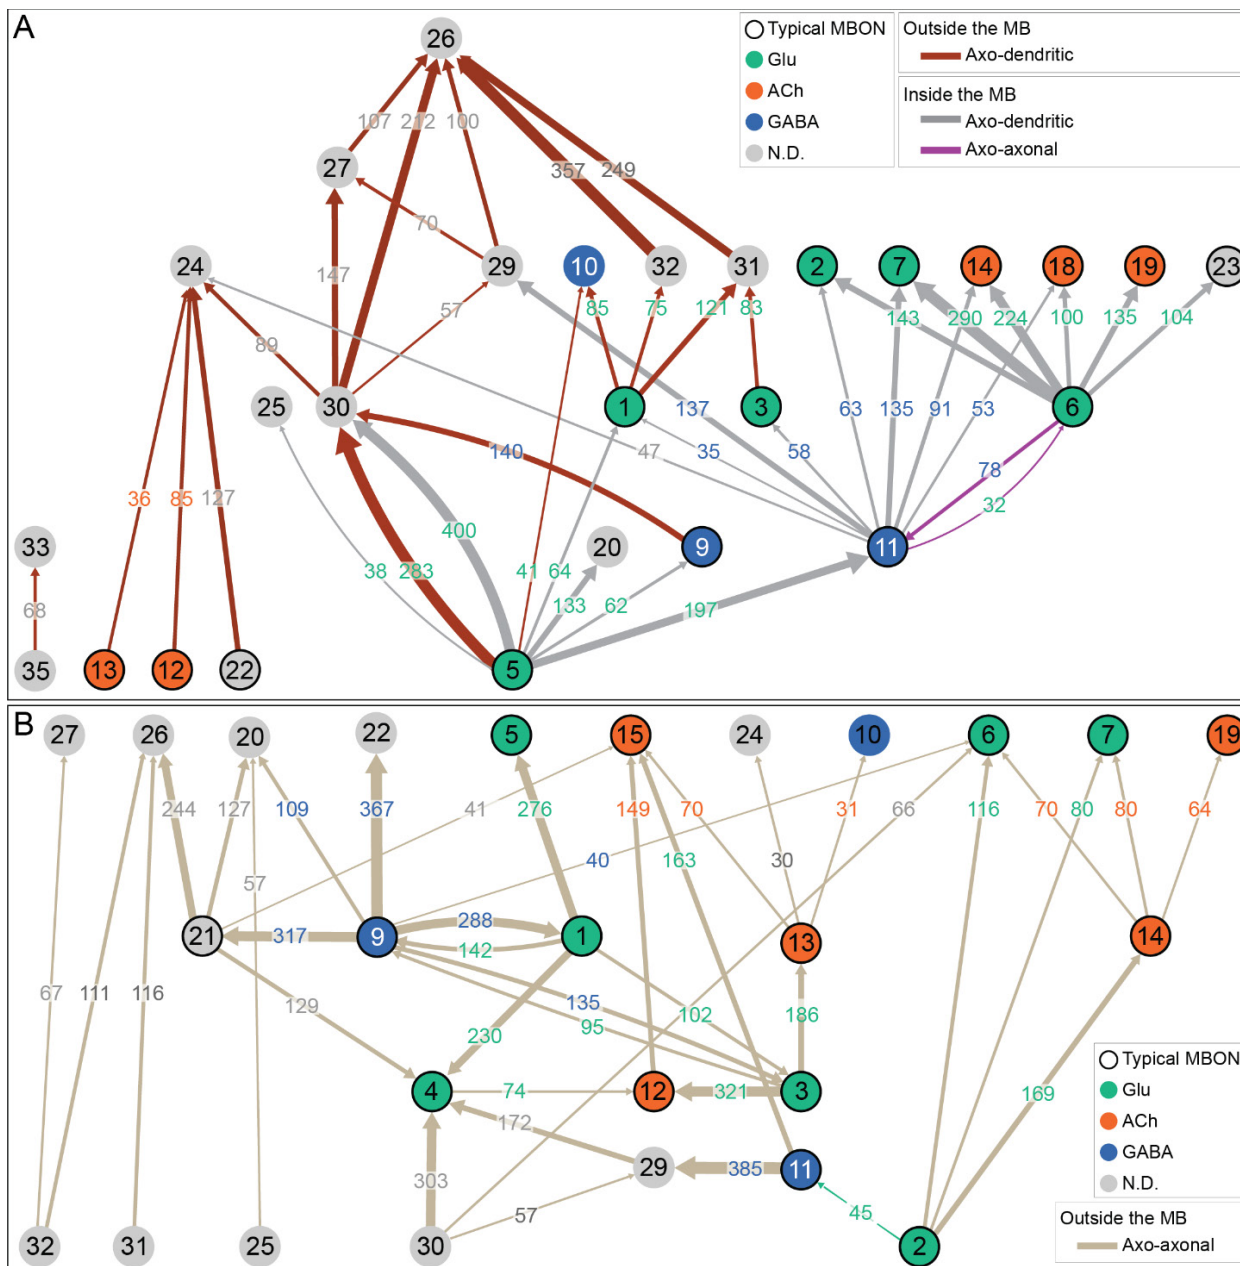 A
26
Typical MBON
Glu
ACh
GABA
N.D.
Outside the MB
Axo-dendritic
Inside the MB
Axo-dendritic
Axo-axonal
107 212 100
27 357 249
70
24 29 10 32 31 2 7 14 18 19 23
147 57 85 75 121 83 143 290 224 100 135 104
89
25 30 1 3 6
137 63 135 91 53
140 47 35 58
78
36 85 127 400 32
33 20 9 11
38 283 41 64
133 62 197
68
35 13 12 22 5
B
27 26 20 22 5 15 24 10 6 7 19
244 127 109 367 276 41 149 70 31 66 116 70 80 80 64
163 30
57 40
21 317 9 288 1 13 14
142
67 111 116 129 135 102 186
95
230
4 74 12 321 3
172
303 29 385 11 169
57 45
32 31 25 30 2
Typical MBON
Glu
ACh
GABA
N.D.
Outside the MB
Axo-axonal